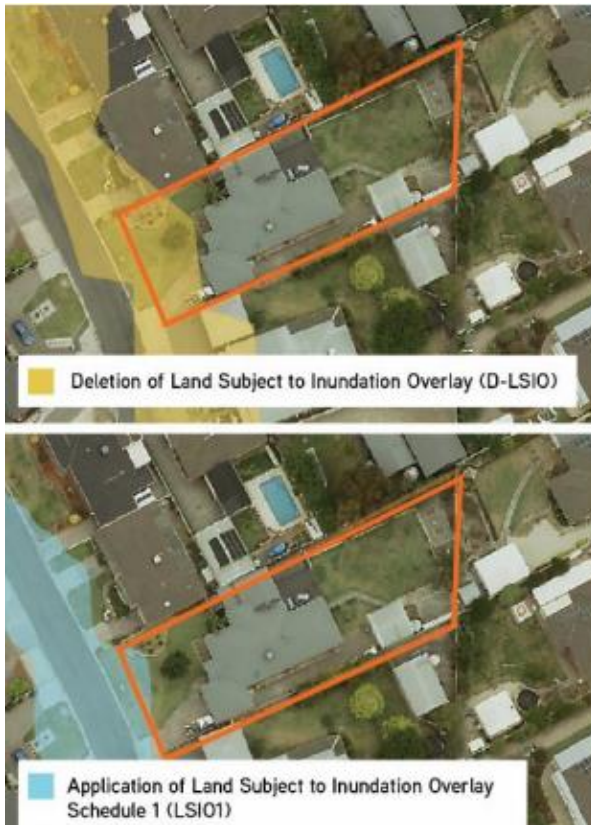 Deletion of Land Subject to Inundation Overlay (D-LSIO)
Application of Land Subject to Inundation Overlay
Schedule 1 (LSIO1)